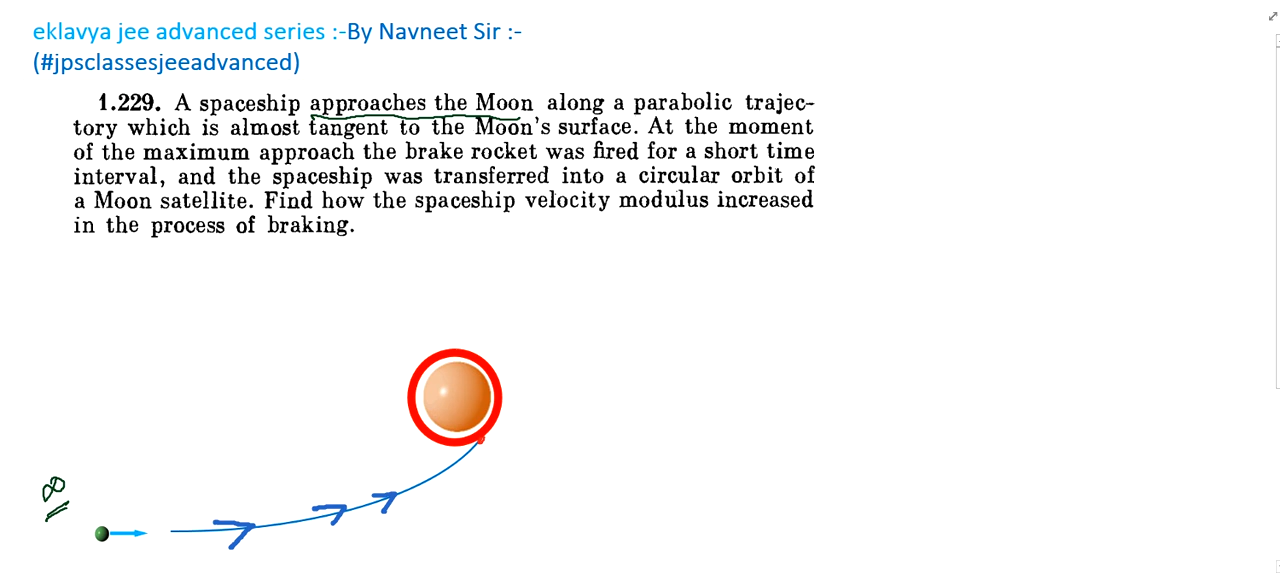 eklavya jee advanced series :-By Navneet Sir :-
(#jpsclassesjeeadvanced)
1.229. A spaceship approaches the Moon along a parabolic trajec-
tory which is almost tangent to the Moon's surface. At the moment
of the maximum approach the brake rocket was fired for a short time
interval, and the spaceship was transferred into a circular orbit of
a Moon satellite. Find how the spaceship velocity modulus increased
in the process of braking.
∞